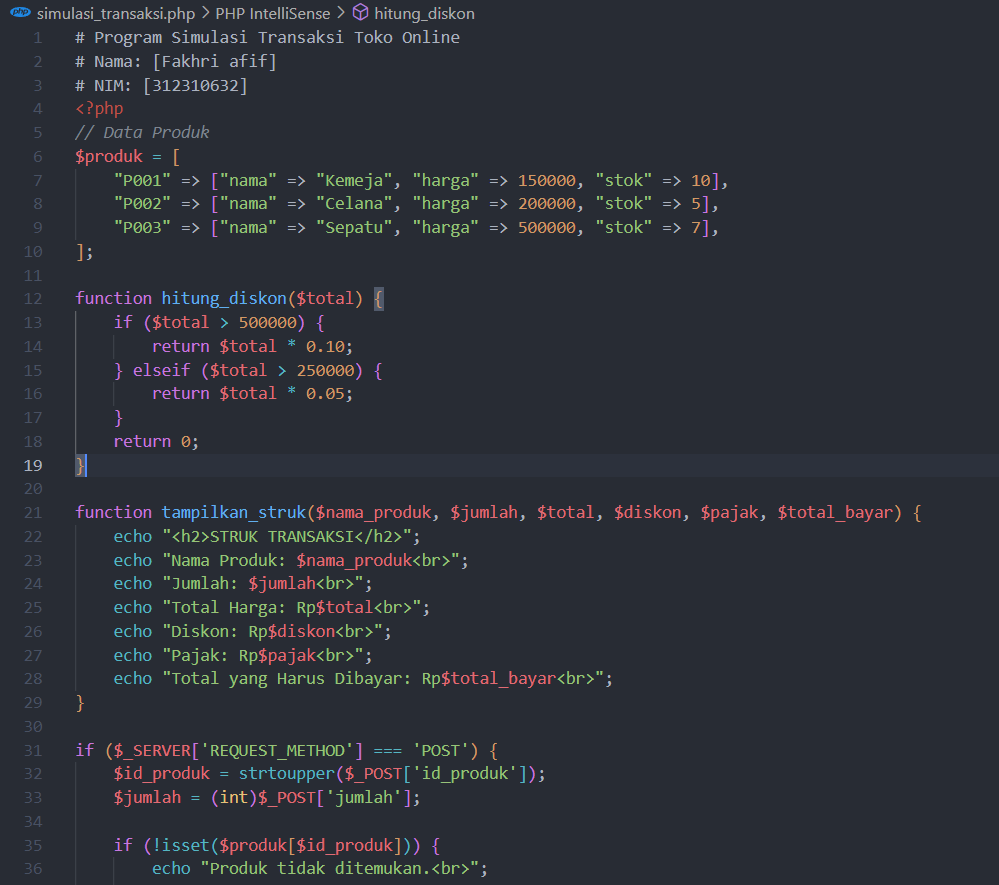 php simulasi_transaksi.php > PHP IntelliSense > hitung_diskon
1 # Program Simulasi Transaksi Toko Online
2 # Nama: [Fakhri afif]
3 # NIM: [312310632]
4 <?php
5 // Data Produk
6 $produk = [
7     "P001" => ["nama" => "Kemeja", "harga" => 150000, "stok" => 10],
8     "P002" => ["nama" => "Celana", "harga" => 200000, "stok" => 5],
9     "P003" => ["nama" => "Sepatu", "harga" => 500000, "stok" => 7],
10 ];
11
12 function hitung_diskon($total) {
13     if ($total > 500000) {
14         return $total * 0.10;
15     } elseif ($total > 250000) {
16         return $total * 0.05;
17     }
18     return 0;
19 }
20
21 function tampilkan_struk($nama_produk, $jumlah, $total, $diskon, $pajak, $total_bayar) {
22     echo "<h2>STRUK TRANSAKSI</h2>";
23     echo "Nama Produk: $nama_produk<br>";
24     echo "Jumlah: $jumlah<br>";
25     echo "Total Harga: Rp$total<br>";
26     echo "Diskon: Rp$diskon<br>";
27     echo "Pajak: Rp$pajak<br>";
28     echo "Total yang Harus Dibayar: Rp$total_bayar<br>";
29 }
30
31 if ($_SERVER['REQUEST_METHOD'] === 'POST') {
32     $id_produk = strtoupper($_POST['id_produk']);
33     $jumlah = (int)$_POST['jumlah'];
34
35     if (!isset($produk[$id_produk])) {
36         echo "Produk tidak ditemukan.<br>";